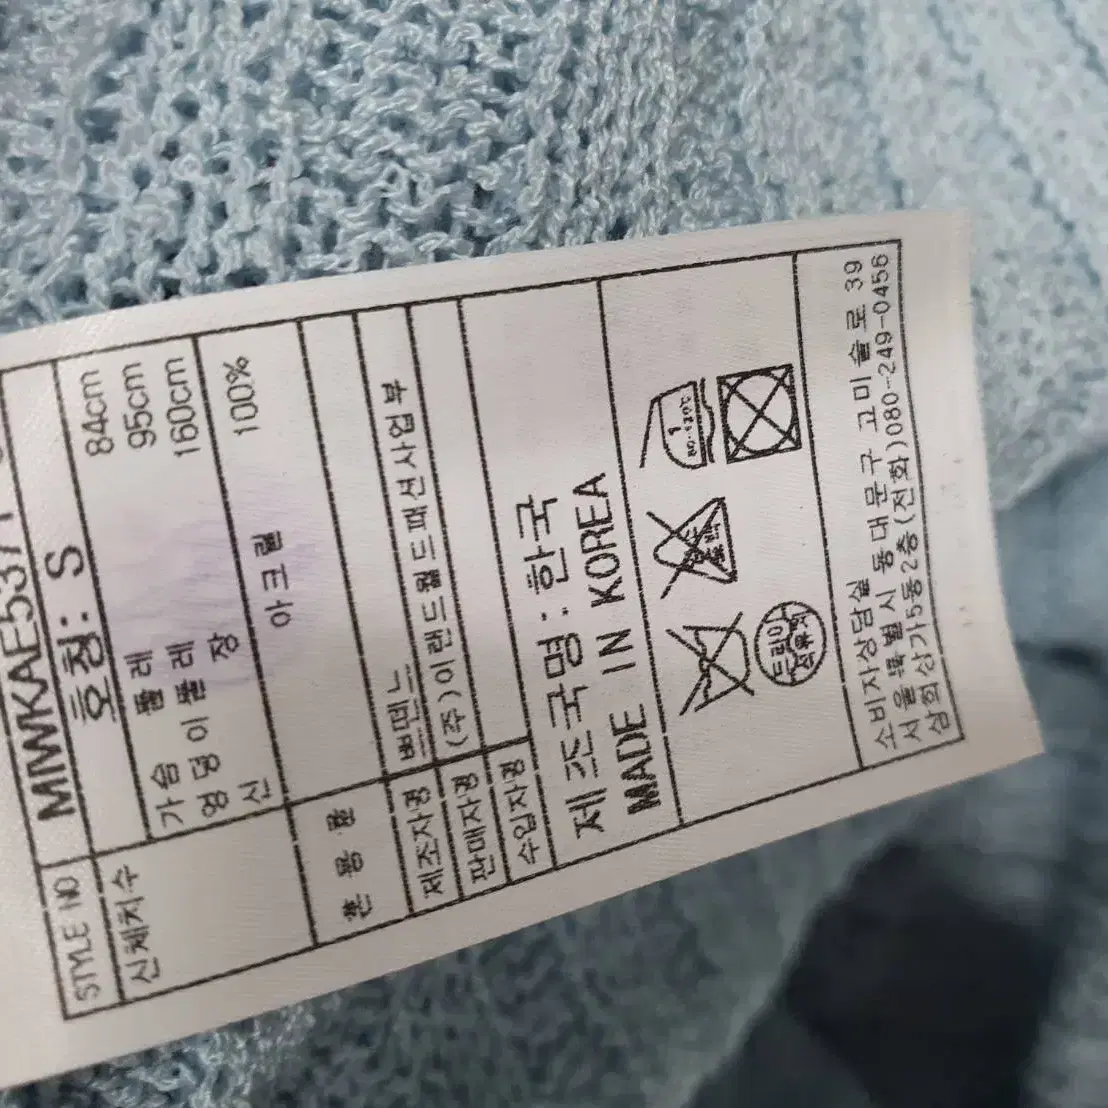 STYLE NO MIWKAE5371
호칭: S
신체치수
가슴 둘레 84cm
엉덩이둘레 95cm
신 장 160cm
혼 용 률 아크릴 100%
제조자명 쁘띤느
판매자명 (주)이랜드월드패션사업부
수입자명
제조국명 : 한국
MADE IN KOREA
1
80~120℃
드라이
석유계
소비자상담실
서울특별시 동대문구 고미술로 39
삼희상가5동2층(전화)080-249-0456